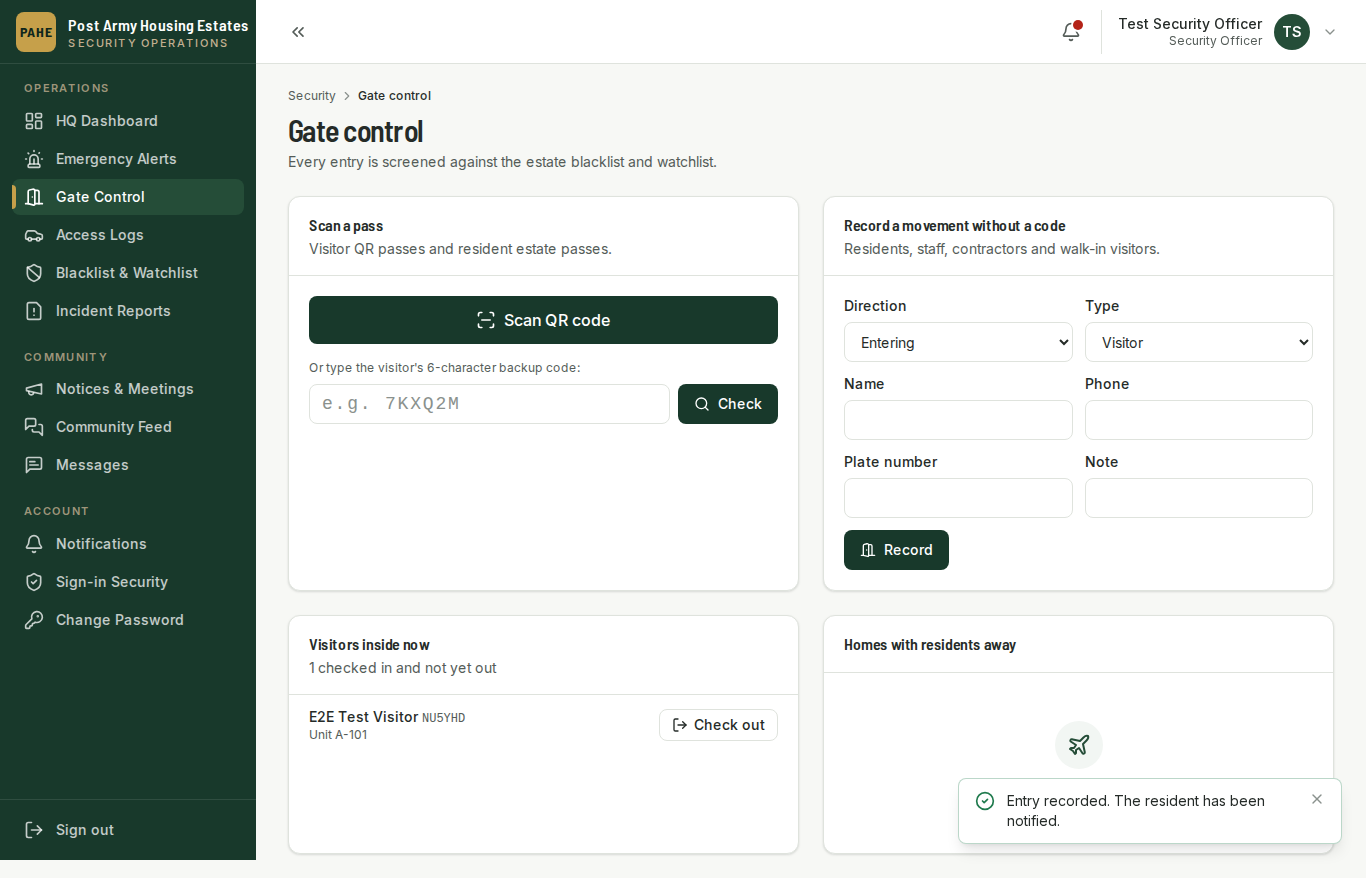 PAHE
Post Army Housing Estates
SECURITY OPERATIONS
OPERATIONS
HQ Dashboard
Emergency Alerts
Gate Control
Access Logs
Blacklist & Watchlist
Incident Reports
COMMUNITY
Notices & Meetings
Community Feed
Messages
ACCOUNT
Notifications
Sign-in Security
Change Password
Sign out
Test Security Officer
Security Officer
TS
Security > Gate control
Gate control
Every entry is screened against the estate blacklist and watchlist.
Scan a pass
Visitor QR passes and resident estate passes.
Scan QR code
Or type the visitor's 6-character backup code:
e.g. 7KXQ2M
Check
Record a movement without a code
Residents, staff, contractors and walk-in visitors.
Direction
Type
Entering
Visitor
Name
Phone
Plate number
Note
Record
Visitors inside now
1 checked in and not yet out
E2E Test Visitor NU5YHD
Unit A-101
Check out
Homes with residents away
Entry recorded. The resident has been
notified.